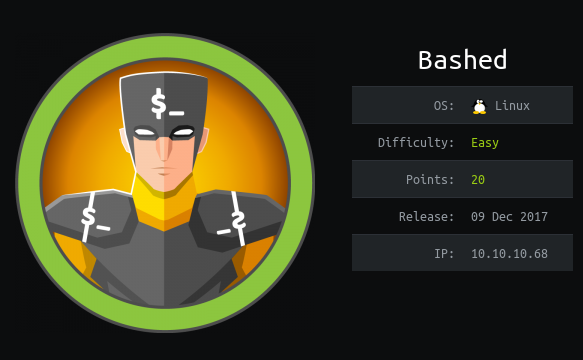 $_
$_
$_
Bashed
OS: Linux
Difficulty: Easy
Points: 20
Release: 09 Dec 2017
IP: 10.10.10.68